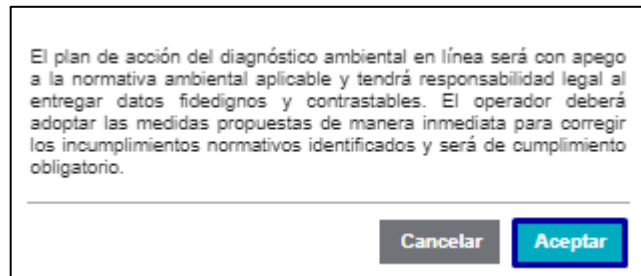 El plan de acción del diagnóstico ambiental en línea será con apego
a la normativa ambiental aplicable y tendrá responsabilidad legal al
entregar datos fidedignos y contrastables. El operador deberá
adoptar las medidas propuestas de manera inmediata para corregir
los incumplimientos normativos identificados y será de cumplimiento
obligatorio.
Cancelar Aceptar